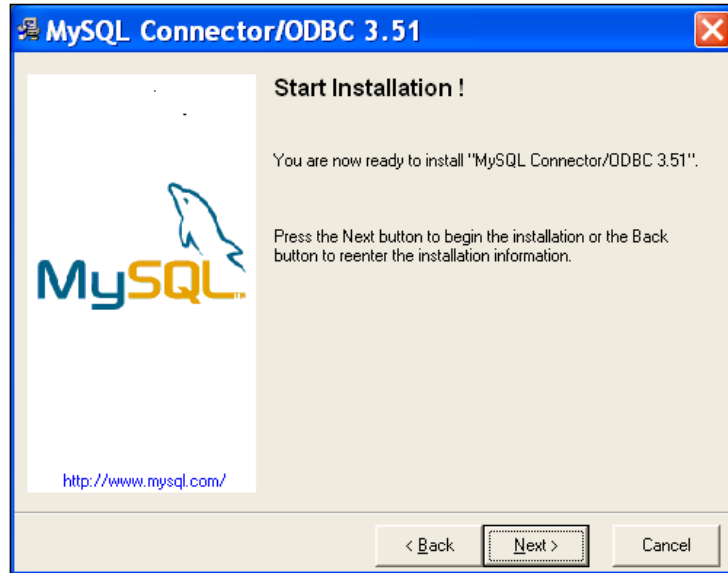 MySQL Connector/ODBC 3.51
Start Installation !
You are now ready to install "MySQL Connector/ODBC 3.51".
Press the Next button to begin the installation or the Back
button to reenter the installation information.
MySQL™
http://www.mysql.com/
< Back
Next >
Cancel